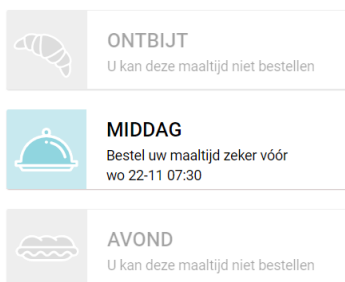 ONTBIJT
U kan deze maaltijd niet bestellen
MIDDAG
Bestel uw maaltijd zeker vóór
wo 22-11 07:30
AVOND
U kan deze maaltijd niet bestellen